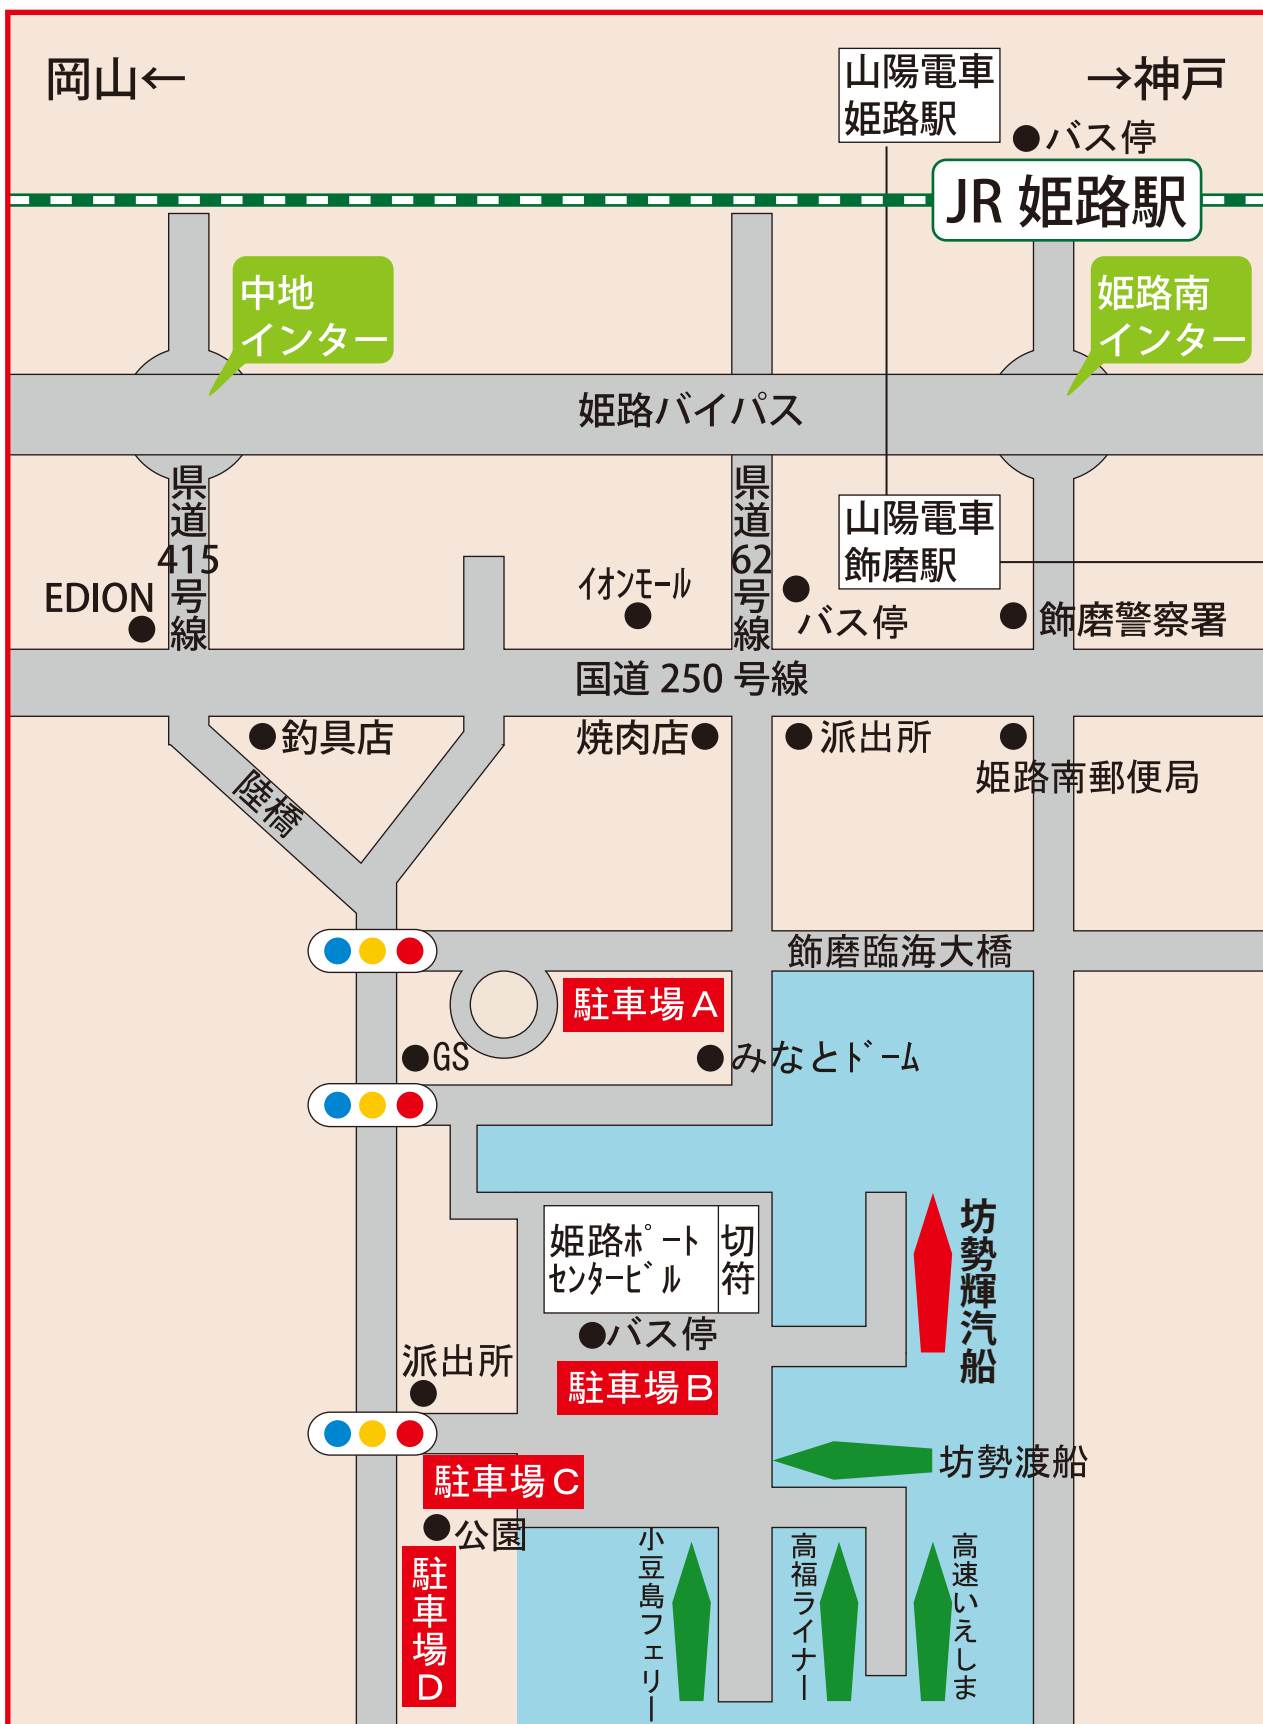 岡山←
山陽電車
姫路駅
→神戸
バス停
JR 姫路駅
中地
インター
姫路南
インター
姫路バイパス
県道415号線
県道62号線
山陽電車
飾磨駅
EDION
イオンモール
バス停
飾磨警察署
国道 250 号線
釣具店
焼肉店
派出所
姫路南郵便局
陸橋
飾磨臨海大橋
駐車場A
GS
みなとドーム
姫路ポート
センタービル
切符
坊勢輝汽船
バス停
派出所
駐車場B
坊勢渡船
駐車場C
公園
駐車場D
小豆島フェリー
高福ライナー
高速いえしま